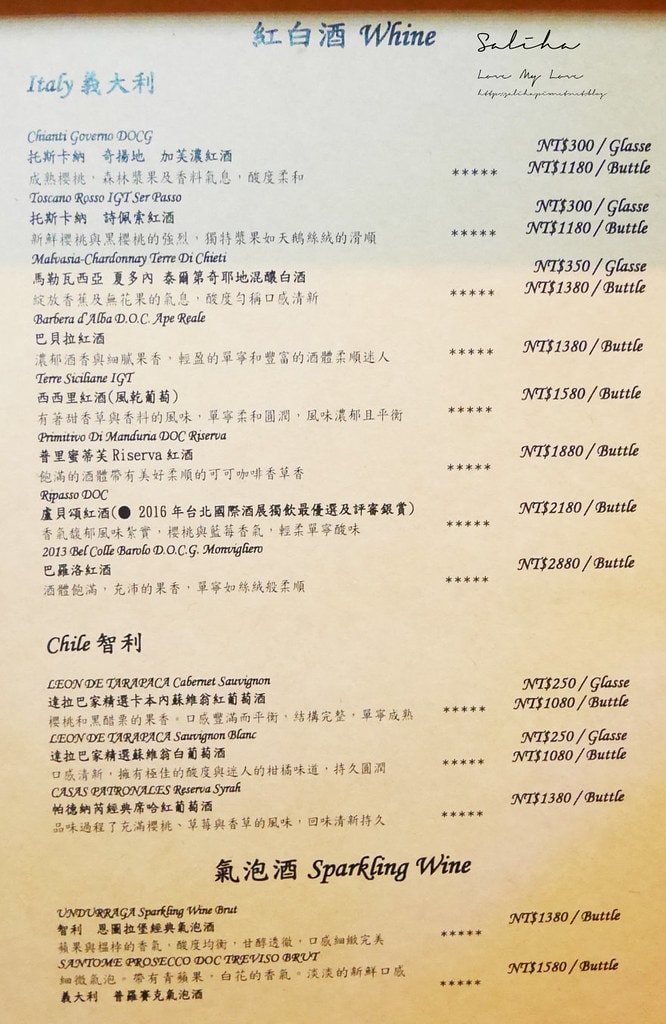 紅白酒 Whine
Saliha
Love My Love
Italy 義大利
Chianti Governo DOCG
NT$300 / Glasse
托斯卡納 奇揚地 加芙濃紅酒
***** NT$1180 / Buttle
成熟櫻桃，森林漿果及香料氣息，酸度柔和
Toscano Rosso IGT Ser Passo
NT$300 / Glasse
托斯卡納 詩佩索紅酒
***** NT$1180 / Buttle
新鮮櫻桃與黑櫻桃的強烈，獨特漿果如天鵝絲絨的滑順
Malvasia-Chardonnay Terre Di Chieti
NT$350 / Glasse
馬勒瓦西亞 夏多內 泰爾第奇耶地混釀白酒
***** NT$1380 / Buttle
綻放香蕉及無花果的氣息，酸度勻稱口感清新
Barbera d'Alba D.O.C. Ape Reale
巴貝拉紅酒
***** NT$1380 / Buttle
濃郁酒香與細膩果香，輕盈的單寧和豐富的酒體柔順迷人
Terre Siciliane IGT
西西里紅酒(風乾葡萄)
***** NT$1580 / Buttle
有著甜香草與香料的風味，單寧柔和圓潤，風味濃郁且平衡
Primitivo Di Manduria DOC Riserva
普里蜜蒂芙 Riserva 紅酒
***** NT$1880 / Buttle
飽滿的酒體帶有美好柔順的可可咖啡香草香
Ripasso DOC
盧貝頌紅酒(● 2016 年台北國際酒展獨飲最優選及評審銀賞)
***** NT$2180 / Buttle
香氣馥郁風味紮實，櫻桃與藍莓香氣，輕柔單寧酸味
2013 Bel Colle Barolo D.O.C.G. Monvigliero
巴羅洛紅酒
***** NT$2880 / Buttle
酒體飽滿，充沛的果香，單寧如絲絨般柔順
Chile 智利
LEON DE TARAPACA Cabernet Sauvignon
NT$250 / Glasse
達拉巴家精選卡本內蘇維翁紅葡萄酒
***** NT$1080 / Buttle
櫻桃和黑醋栗的果香。口感豐滿而平衡，結構完整，單寧成熟
LEON DE TARAPACA Sauvignon Blanc
NT$250 / Glasse
達拉巴家精選蘇維翁白葡萄酒
***** NT$1080 / Buttle
口感清新，擁有極佳的酸度與迷人的柑橘味道，持久圓潤
CASAS PATRONALES Reserva Syrah
帕德納芮經典席哈紅葡萄酒
***** NT$1380 / Buttle
品味過程了充滿櫻桃、草莓與香草的風味，回味清新持久
氣泡酒 Sparkling Wine
UNDURRAGA Sparkling Wine Brut
智利 恩圖拉堡經典氣泡酒
***** NT$1380 / Buttle
蘋果與榲桲的香氣，酸度均衡，甘醇透徹，口感細緻完美
SANTOME PROSECCO DOC TREVISO BRUT
細微氣泡。帶有青蘋果，白花的香氣。淡淡的新鮮口感
***** NT$1580 / Buttle
義大利 普羅賽克氣泡酒